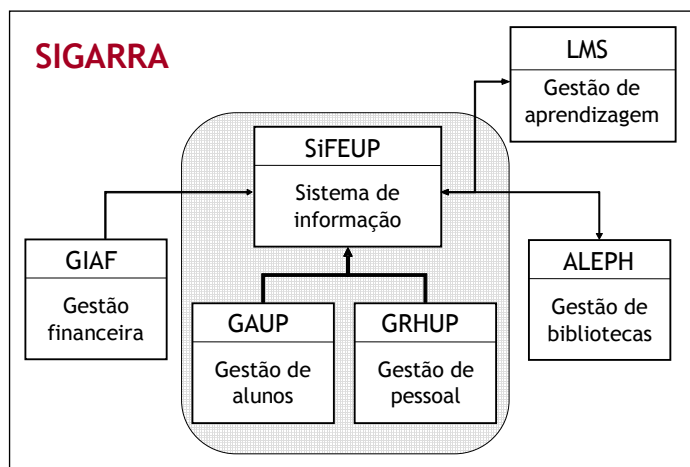 SIGARRA
LMS
Gestão de
aprendizagem
SiFEUP
Sistema de
informação
GIAF
Gestão
financeira
ALEPH
Gestão de
bibliotecas
GAUP
Gestão de
alunos
GRHUP
Gestão de
pessoal